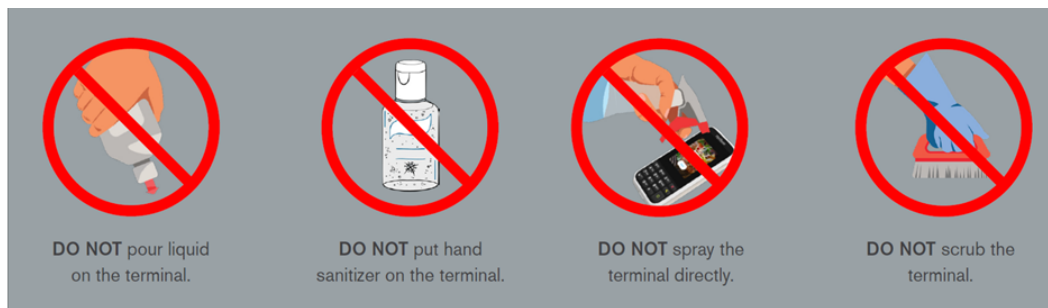 DO NOT pour liquid
on the terminal.
DO NOT put hand
sanitizer on the terminal.
DO NOT spray the
terminal directly.
DO NOT scrub the
terminal.